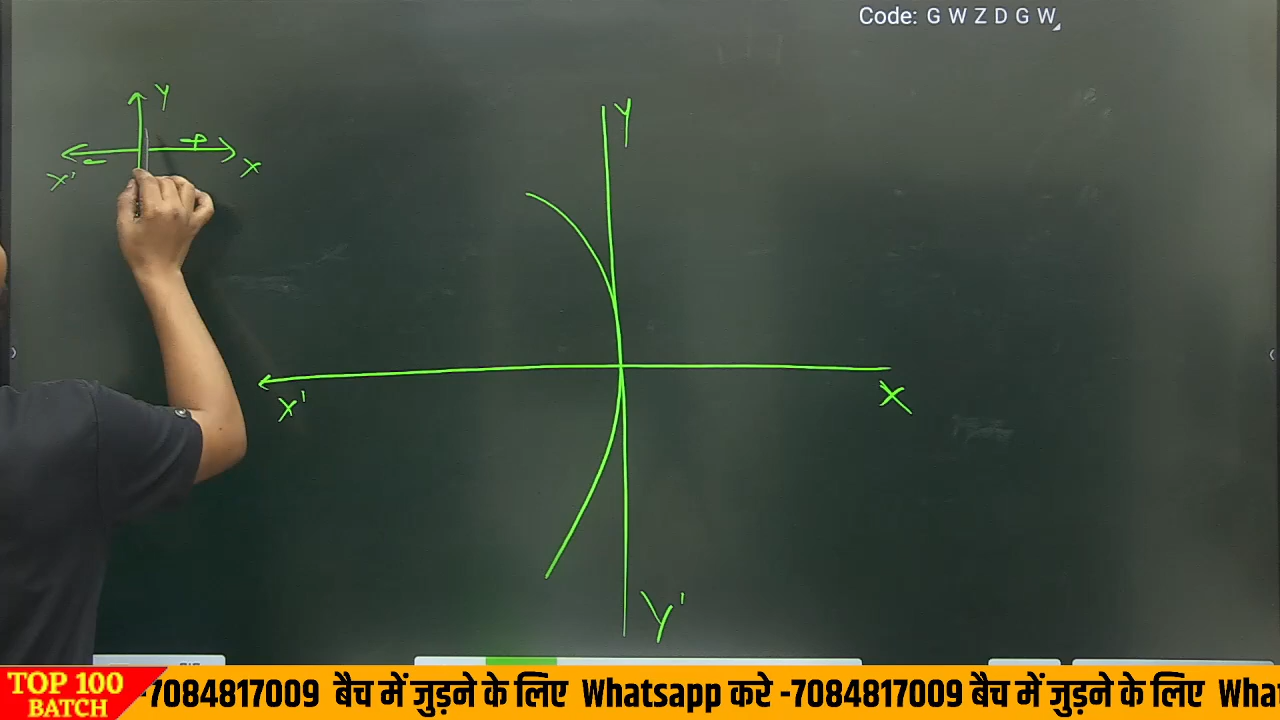 Code: G W Z D G W
Y
X' X
Y
X' X
Y'
TOP 100
BATCH
-7084817009 बैच में जुड़ने के लिए Whatsapp करे -7084817009 बैच में जुड़ने के लिए Wha